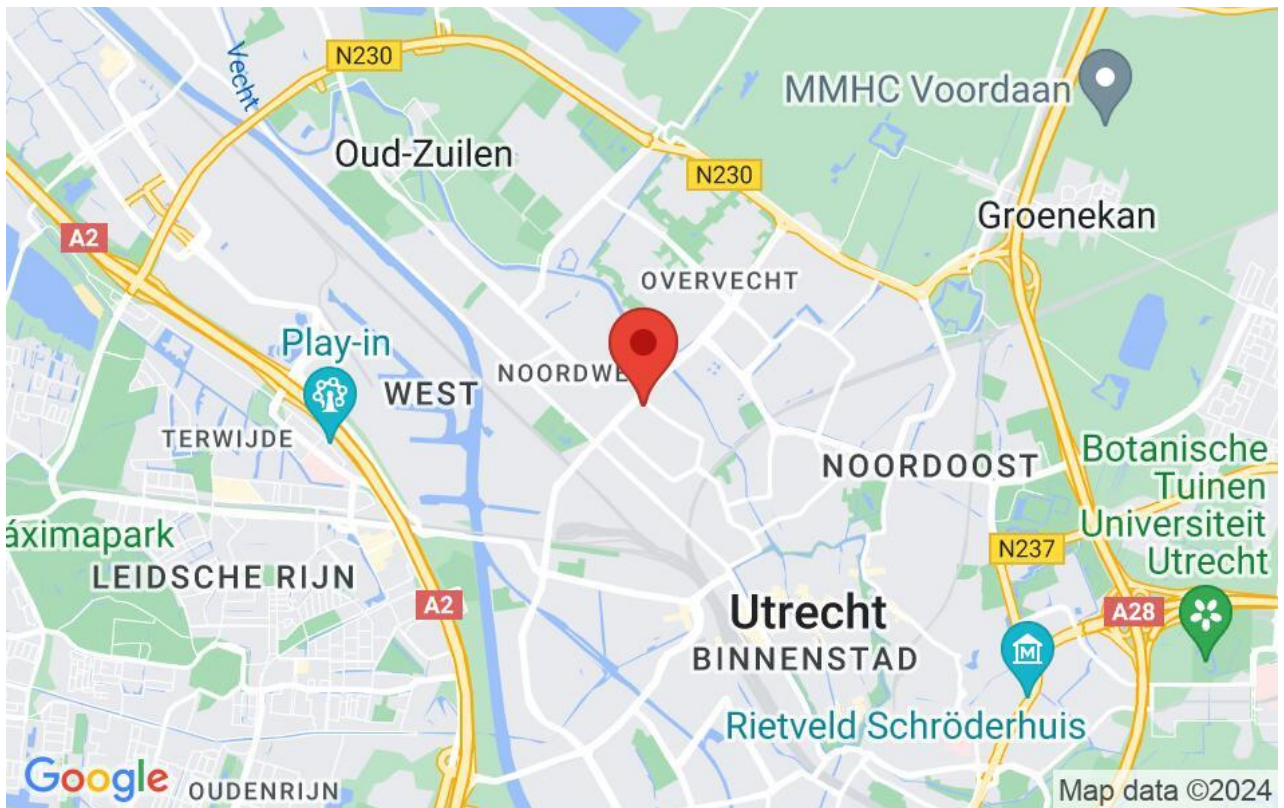 N230
Vecht
MMHC Voordaan
Oud-Zuilen
N230
Groenekan
A2
OVERVECHT
Play-in
NOORDWE
WEST
TERWIJDE
NOORDOOST
Botanische
Tuinen
Universiteit
Utrecht
áximapark
N237
LEIDSCHE RIJN
A2
Utrecht
A28
BINNENSTAD
M
Rietveld Schröderhuis
Google
OUDENRIJN
Map data ©2024